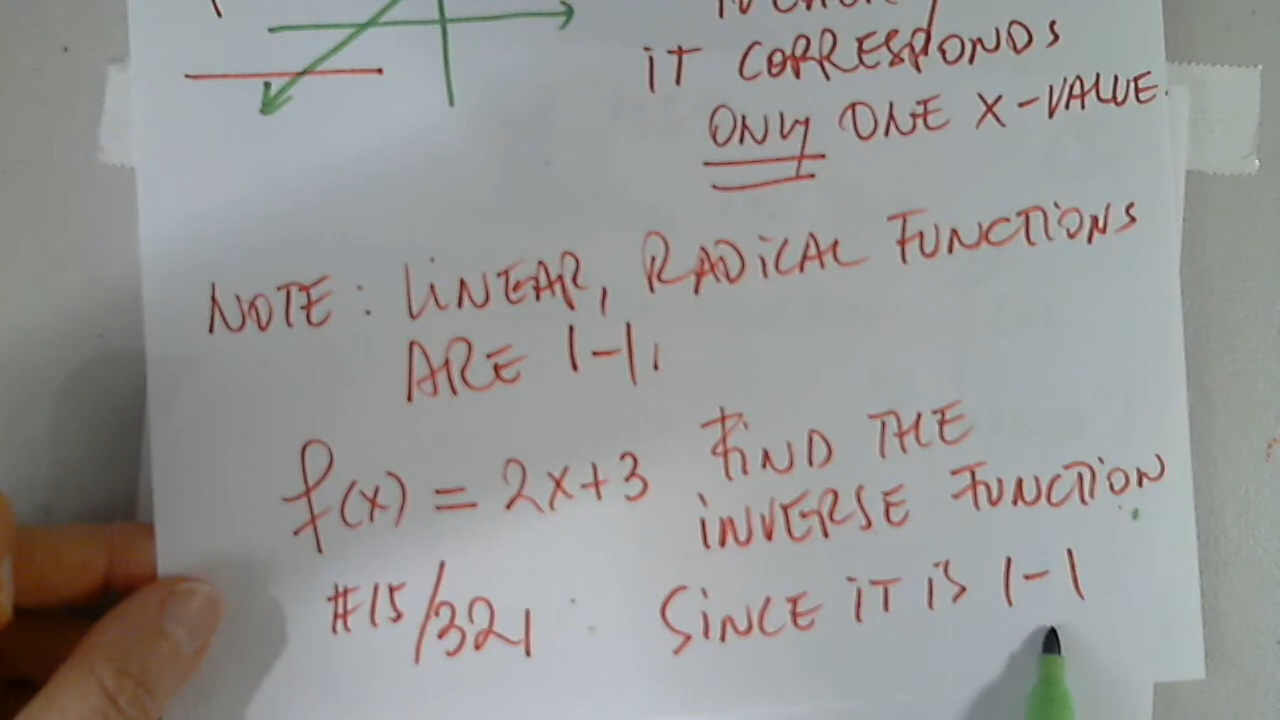 IT CORRESPONDS
ONLY ONE X-VALUE.
NOTE: LINEAR, RADICAL FUNCTIONS
ARE 1-1.
f(x) = 2x+3 FIND THE
INVERSE FUNCTION
#15/321 SINCE IT IS 1-1